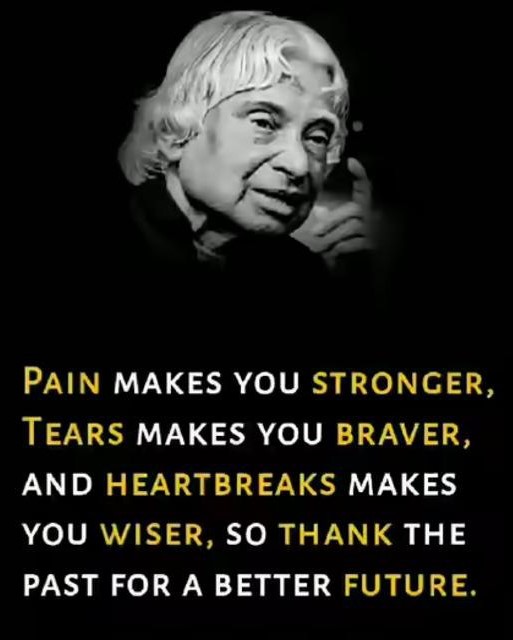 PAIN MAKES YOU STRONGER,
TEARS MAKES YOU BRAVER,
AND HEARTBREAKS MAKES
YOU WISER, SO THANK THE
PAST FOR A BETTER FUTURE.